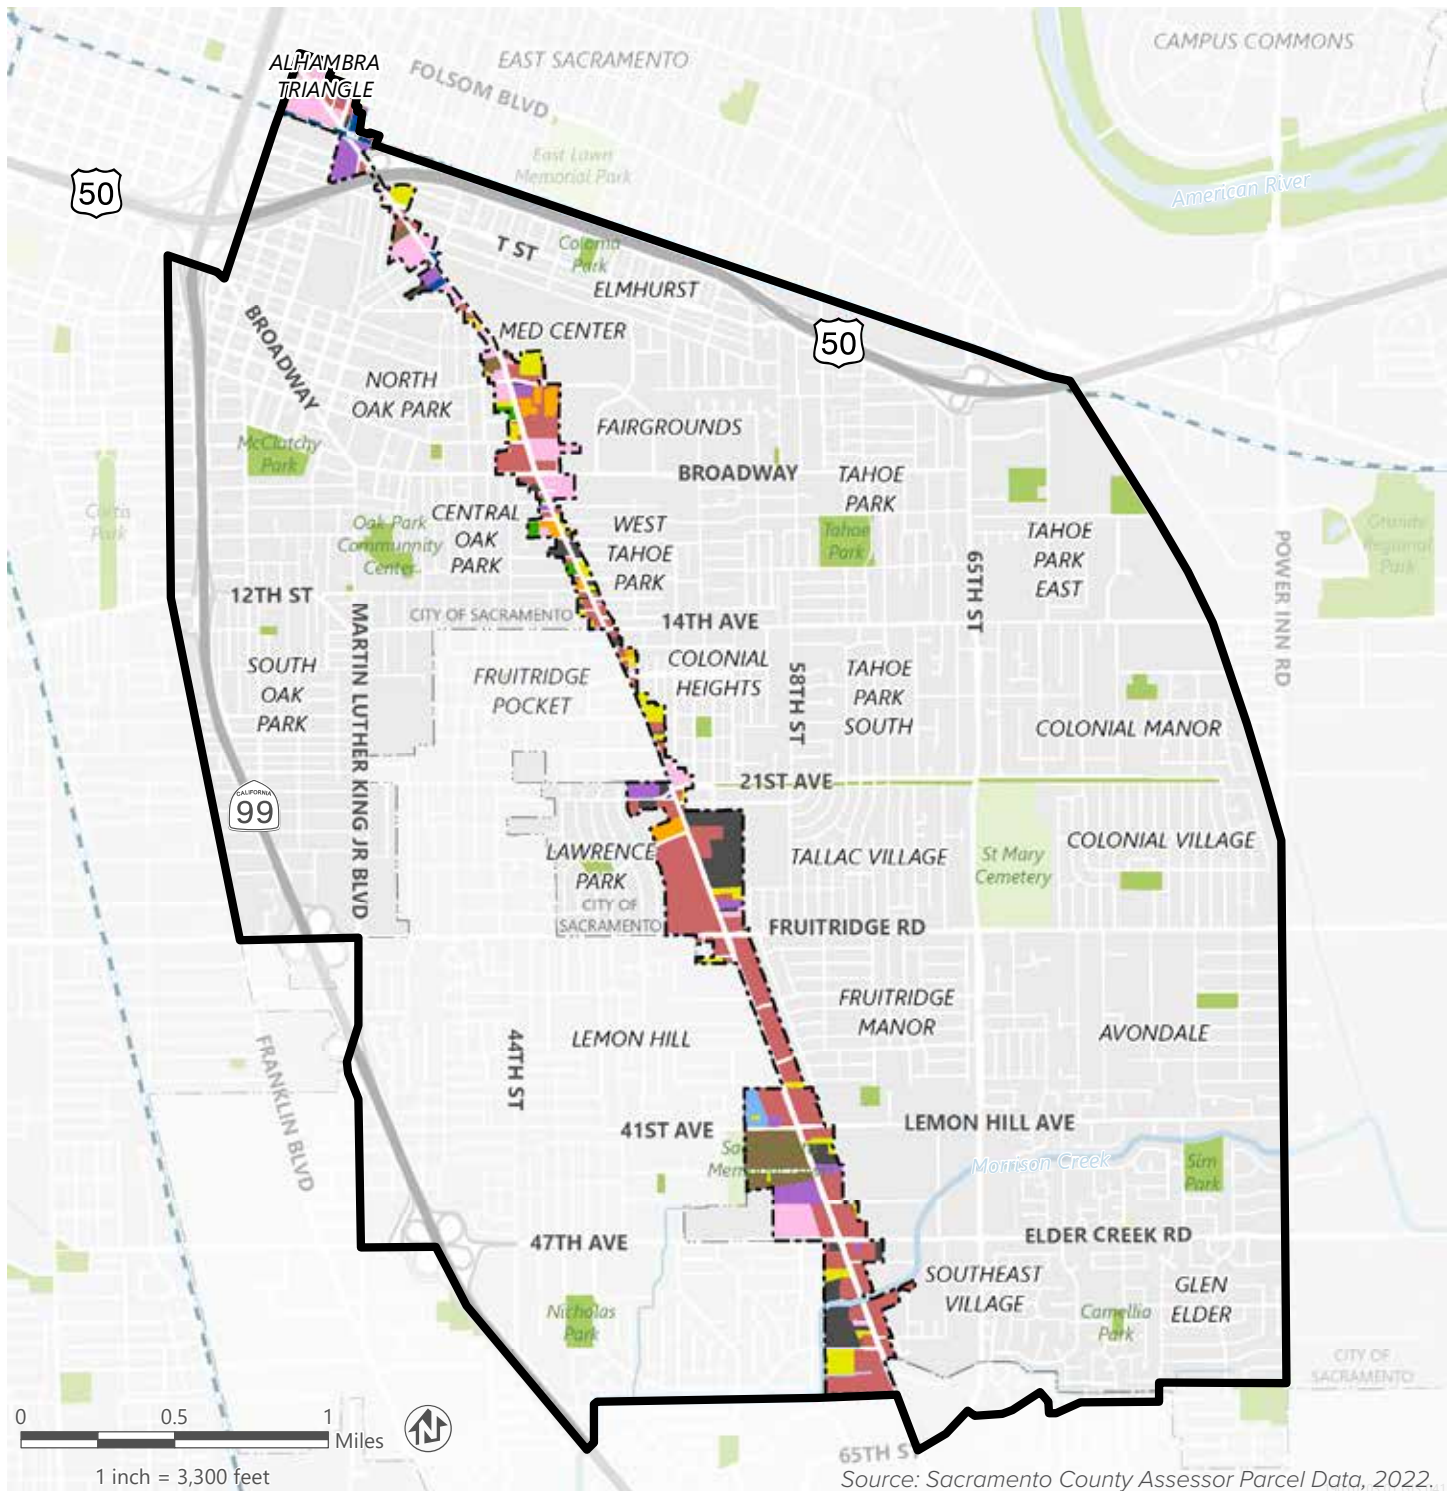 CAMPUS COMMONS
EAST SACRAMENTO
ALHAMBRA
TRIANGLE
FOLSOM BLVD
East Lawn
Memorial Park
50
American River
T ST
Coloma
Park
ELMHURST
BROADWAY
MED CENTER
50
NORTH
OAK PARK
FAIRGROUNDS
McClatchy
Park
BROADWAY
TAHOE
PARK
Curtis
Park
Oak Park
Community
Center
CENTRAL
OAK
PARK
WEST
TAHOE
PARK
Tahoe
Park
TAHOE
PARK
EAST
Granite
Regional
Park
65TH ST
POWER INN RD
12TH ST
CITY OF SACRAMENTO
14TH AVE
MARTIN LUTHER KING JR BLVD
SOUTH
OAK
PARK
FRUITRIDGE
POCKET
COLONIAL
HEIGHTS
58TH ST
TAHOE
PARK
SOUTH
COLONIAL MANOR
21ST AVE
CALIFORNIA
99
LAWRENCE
PARK
TALLAC VILLAGE
St Mary
Cemetery
COLONIAL VILLAGE
CITY OF
SACRAMENTO
FRUITRIDGE RD
FRUITRIDGE
MANOR
AVONDALE
LEMON HILL
44TH ST
FRANKLIN BLVD
41ST AVE
LEMON HILL AVE
Morrison Creek
Sim
Park
47TH AVE
ELDER CREEK RD
SOUTHEAST
VILLAGE
GLEN
ELDER
Nicholas
Park
Camellia
Park
CITY OF
SACRAMENTO
0 0.5 1
Miles
N
1 inch = 3,300 feet
65TH S
Source: Sacramento County Assessor Parcel Data, 2022.